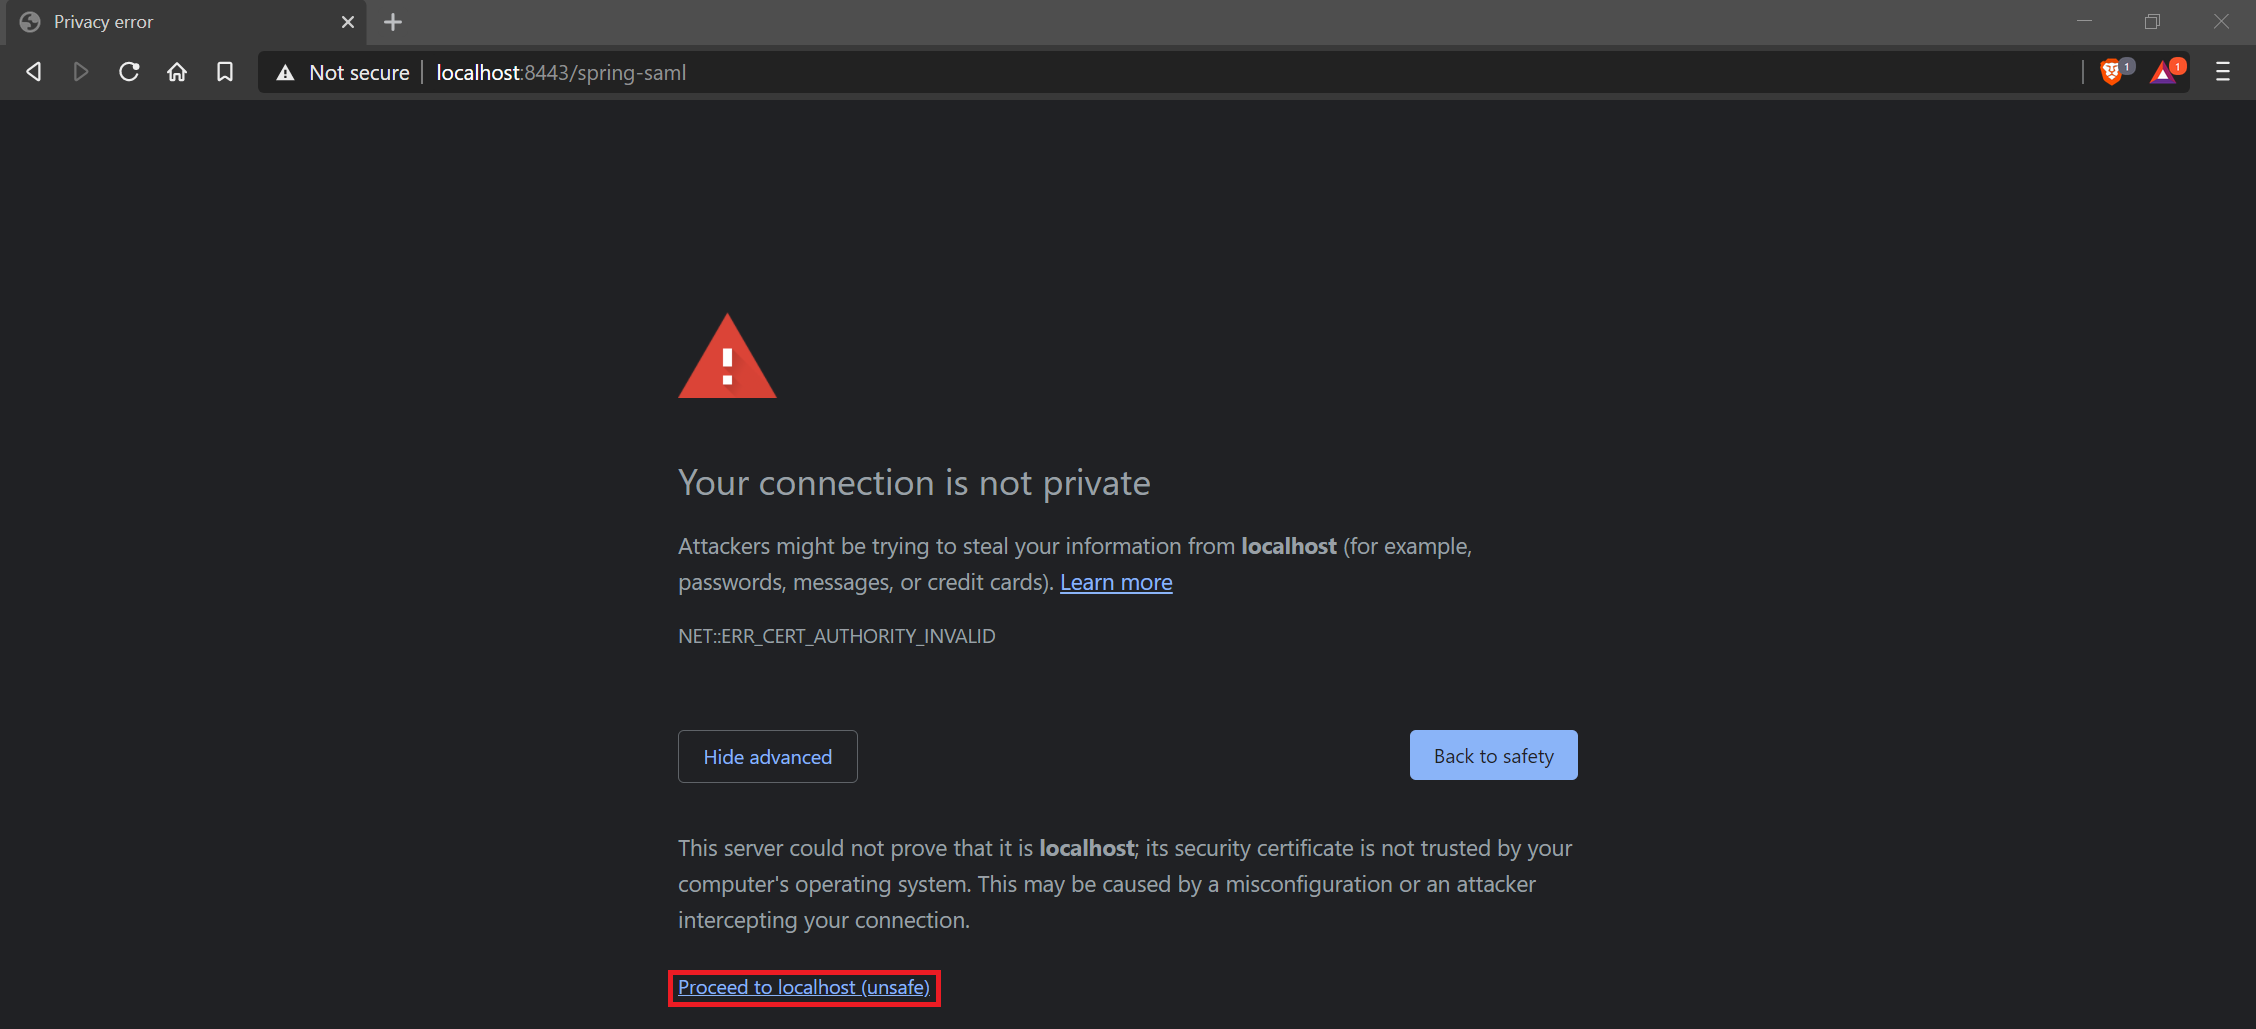 Privacy error
Not secure localhost:8443/spring-saml 1 1
Your connection is not private
Attackers might be trying to steal your information from localhost (for example,
passwords, messages, or credit cards). Learn more
NET::ERR_CERT_AUTHORITY_INVALID
Hide advanced Back to safety
This server could not prove that it is localhost; its security certificate is not trusted by your
computer's operating system. This may be caused by a misconfiguration or an attacker
intercepting your connection.
Proceed to localhost (unsafe)